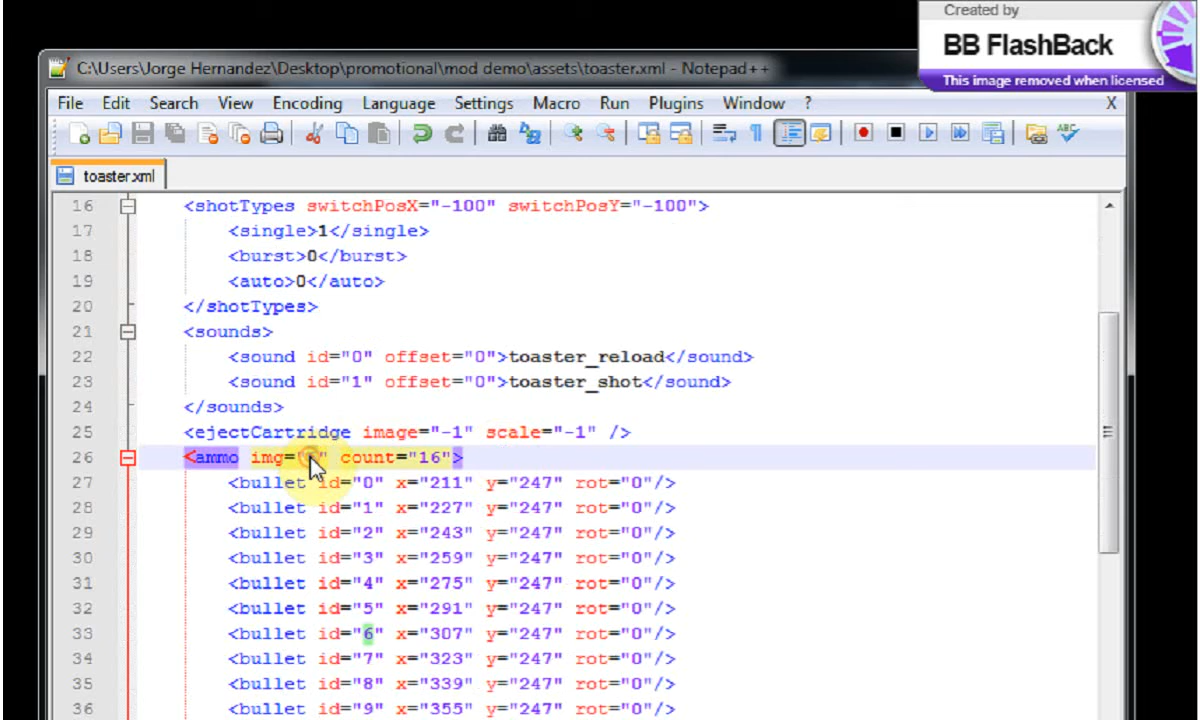 Created by
BB FlashBack
This image removed when licensed
C:\Users\Jorge Hernandez\Desktop\promotional\mod demo\assets\toaster.xml - Notepad++
File Edit Search View Encoding Language Settings Macro Run Plugins Window ? X
toaster.xml
16 <shotTypes switchPosX="-100" switchPosY="-100">
17 <single>1</single>
18 <burst>0</burst>
19 <auto>0</auto>
20 </shotTypes>
21 <sounds>
22 <sound id="0" offset="0">toaster_reload</sound>
23 <sound id="1" offset="0">toaster_shot</sound>
24 </sounds>
25 <ejectCartridge image="-1" scale="-1" />
26 <ammo img=" " count="16">
27 <bullet id="0" x="211" y="247" rot="0"/>
28 <bullet id="1" x="227" y="247" rot="0"/>
29 <bullet id="2" x="243" y="247" rot="0"/>
30 <bullet id="3" x="259" y="247" rot="0"/>
31 <bullet id="4" x="275" y="247" rot="0"/>
32 <bullet id="5" x="291" y="247" rot="0"/>
33 <bullet id="6" x="307" y="247" rot="0"/>
34 <bullet id="7" x="323" y="247" rot="0"/>
35 <bullet id="8" x="339" y="247" rot="0"/>
36 <bullet id="9" x="355" y="247" rot="0"/>